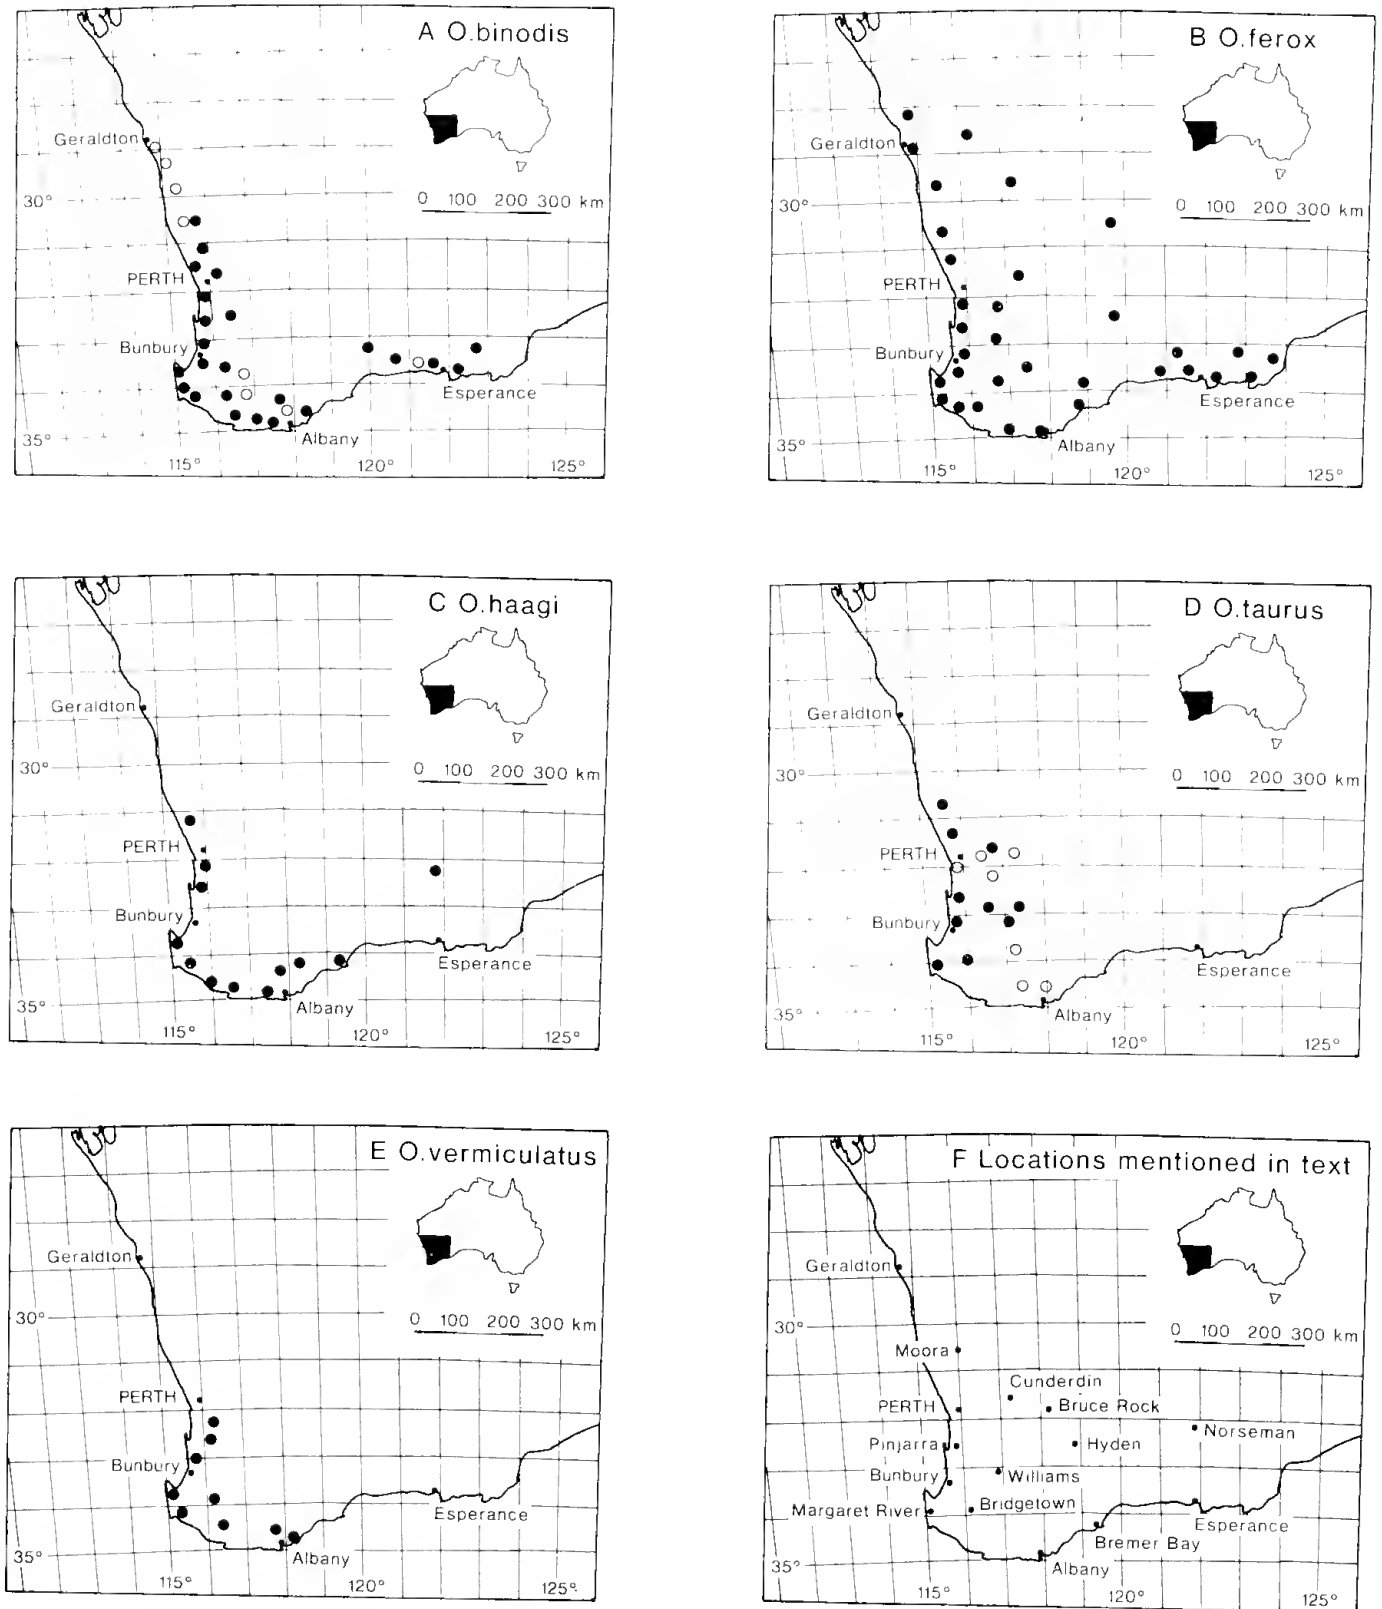 A O.binodis
Geraldton
0 100 200 300 km
30°
PERTH
Bunbury
Esperance
Albany
35°
115° 120° 125°
B O.ferox
Geraldton
0 100 200 300 km
30°
PERTH
Bunbury
Esperance
Albany
35°
115° 120° 125°
C O.haagi
Geraldton
0 100 200 300 km
30°
PERTH
Bunbury
Esperance
Albany
35°
115° 120° 125°
D O.taurus
Geraldton
0 100 200 300 km
30°
PERTH
Bunbury
Esperance
Albany
35°
115° 120° 125°
E O.vermiculatus
Geraldton
0 100 200 300 km
30°
PERTH
Bunbury
Esperance
Albany
35°
115° 120° 125°
F Locations mentioned in text
Geraldton
0 100 200 300 km
30°
Moora
Cunderdin
PERTH
Bruce Rock
Norseman
Pinjarra
Hyden
Bunbury
Williams
Margaret River
Bridgetown
Esperance
Bremer Bay
Albany
35°
115° 120° 125°